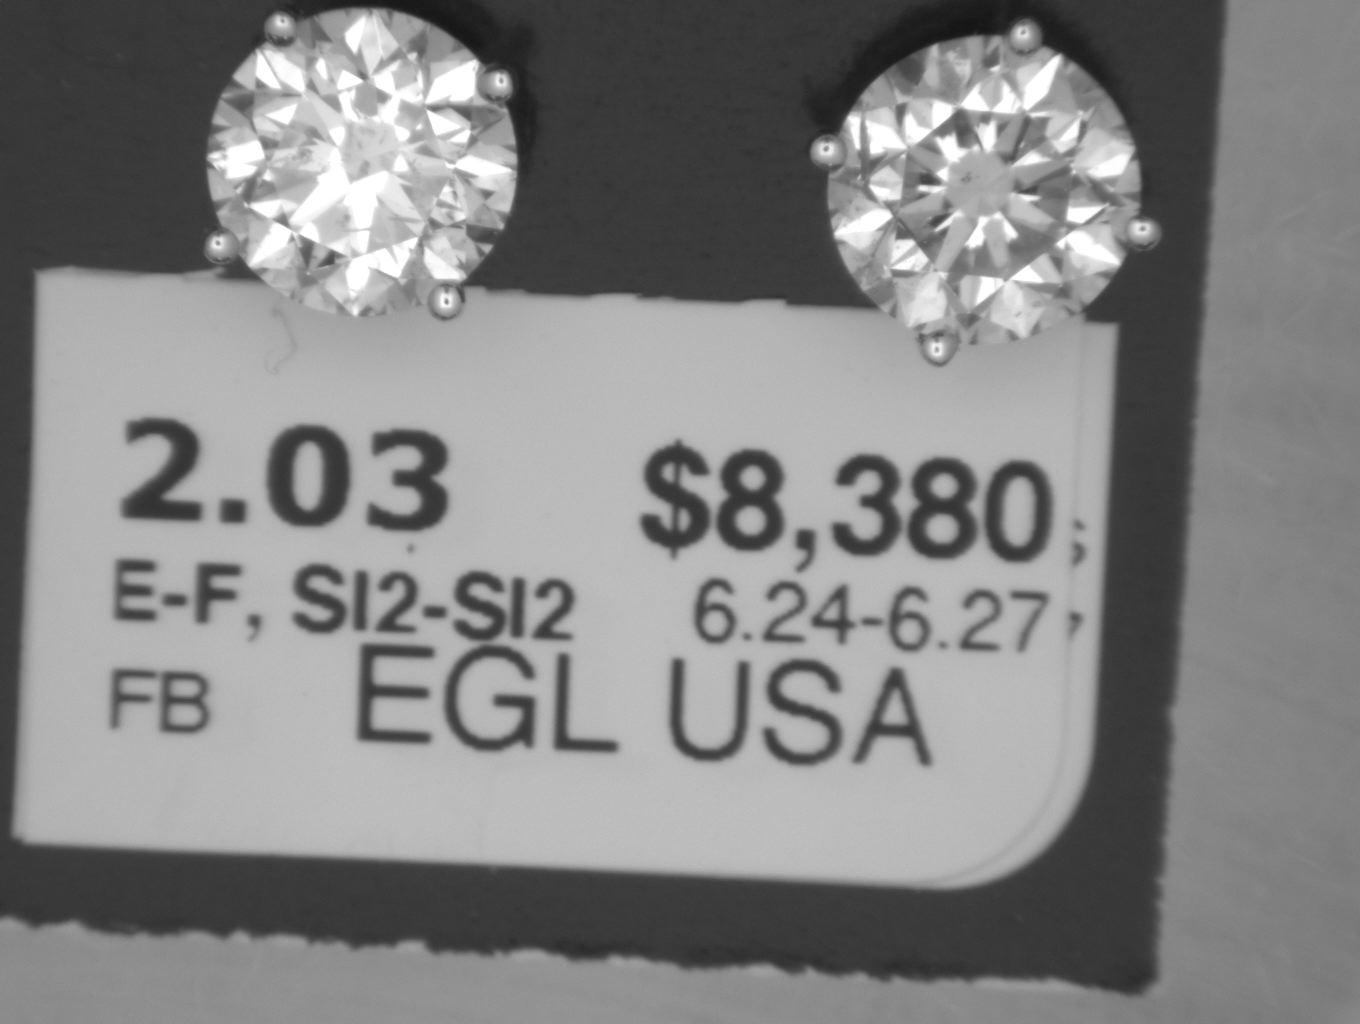 2.03 $8,380
E-F, SI2-SI2 6.24-6.27
FB EGL USA